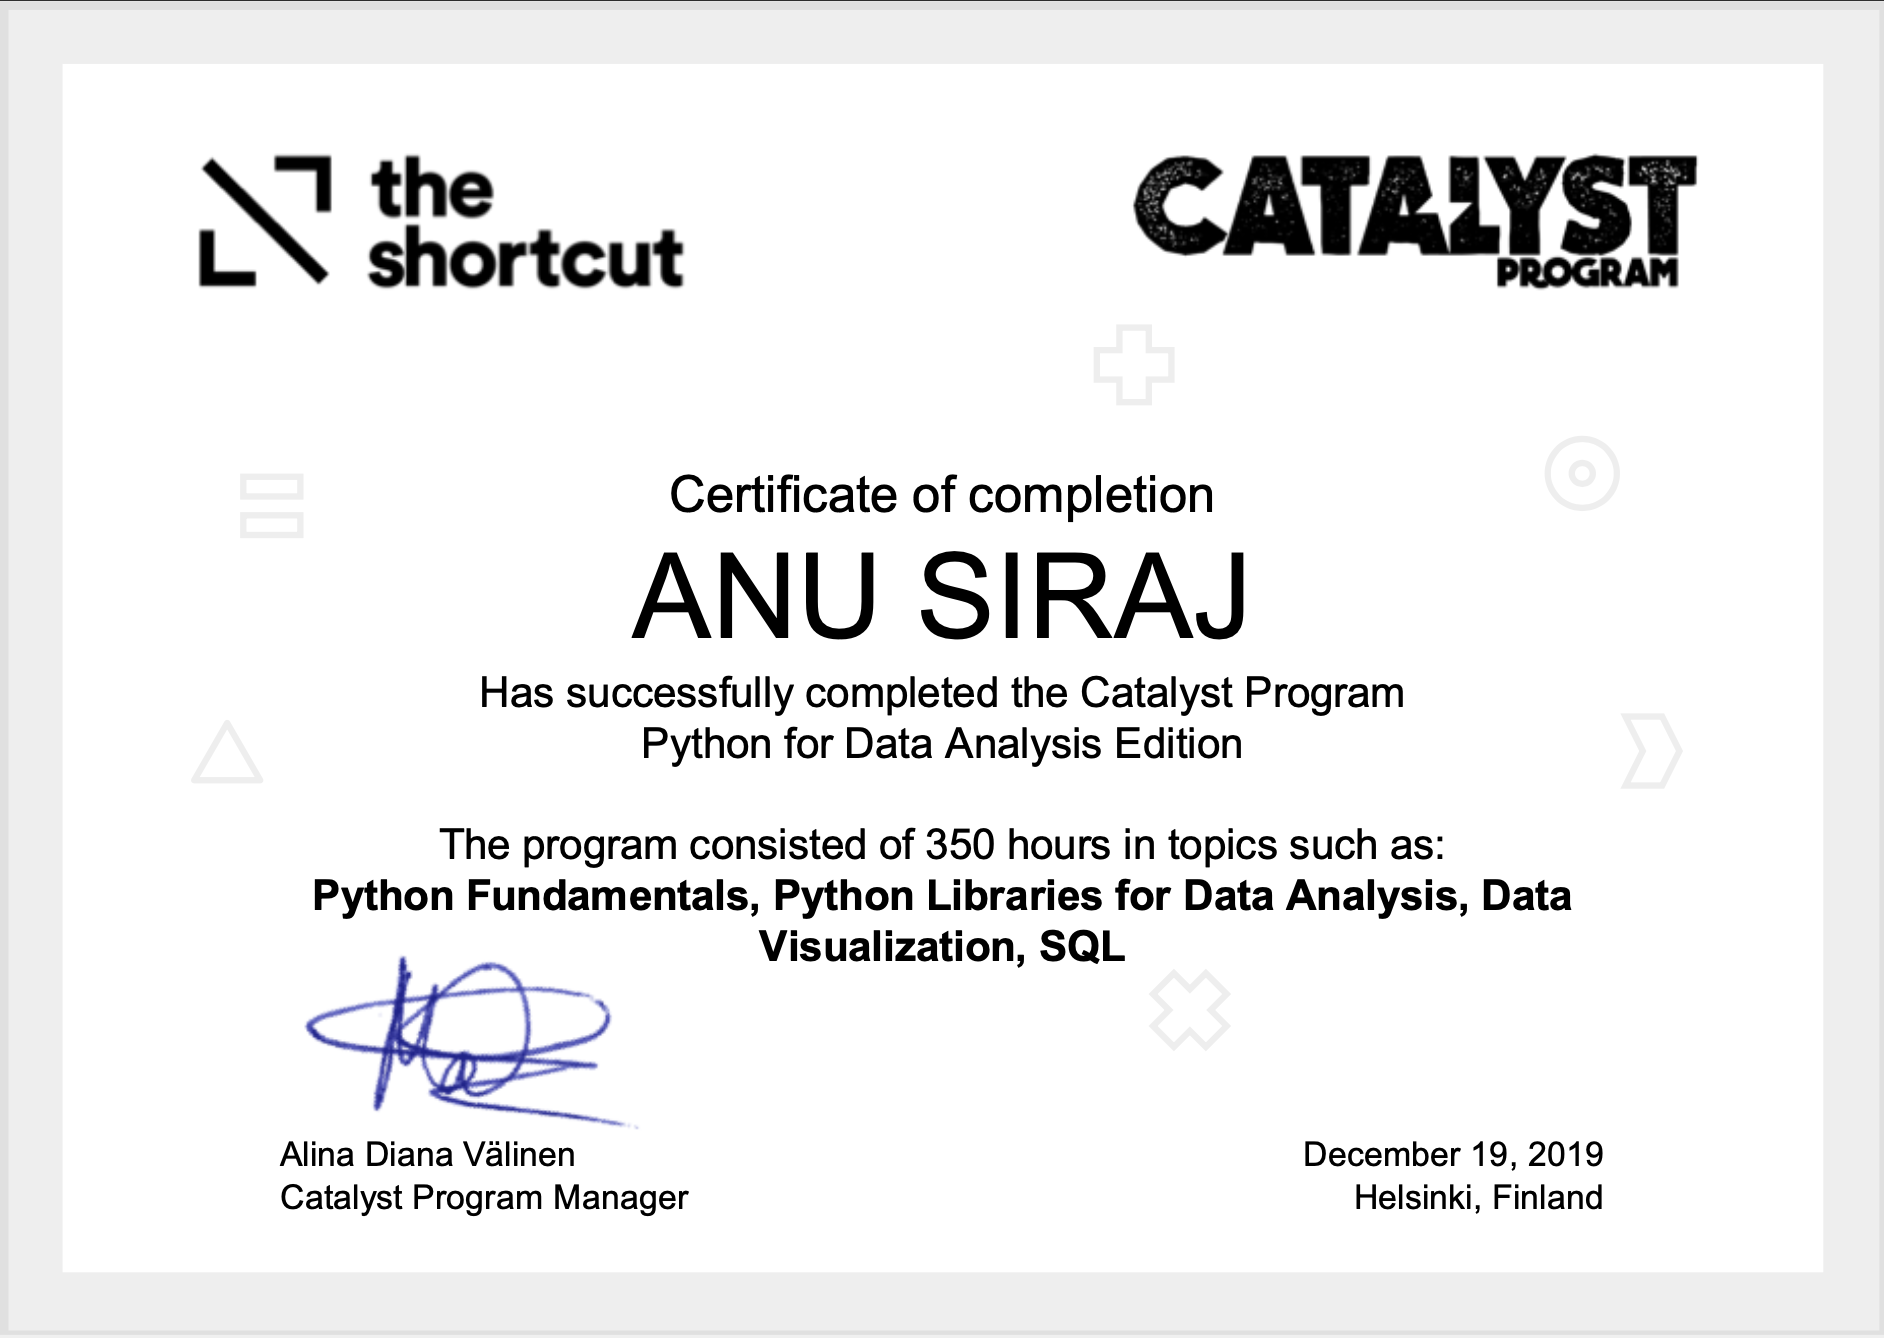 the
shortcut
CATALYST
PROGRAM
Certificate of completion
ANU SIRAJ
Has successfully completed the Catalyst Program
Python for Data Analysis Edition
The program consisted of 350 hours in topics such as:
Python Fundamentals, Python Libraries for Data Analysis, Data
Visualization, SQL
Alina Diana Välinen
Catalyst Program Manager
December 19, 2019
Helsinki, Finland